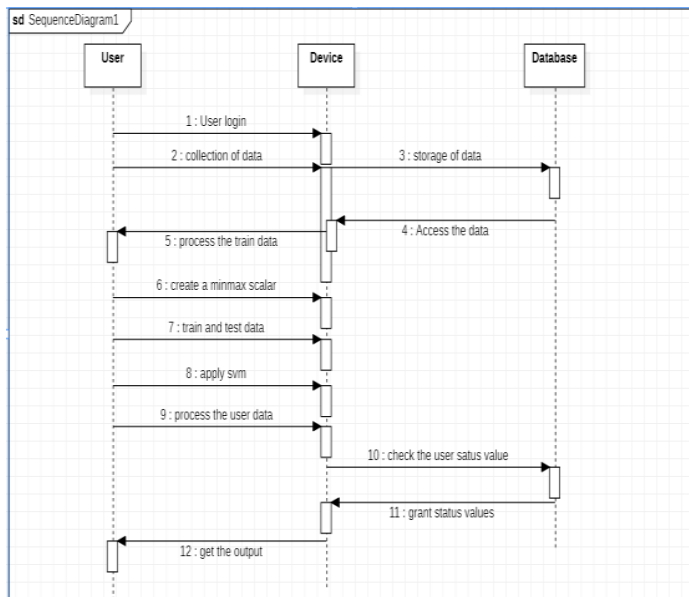 sd SequenceDiagram1
User
Device
Database
1 : User login
2 : collection of data
3 : storage of data
4 : Access the data
5 : process the train data
6 : create a minmax scalar
7 : train and test data
8 : apply svm
9 : process the user data
10 : check the user satus value
11 : grant status values
12 : get the output